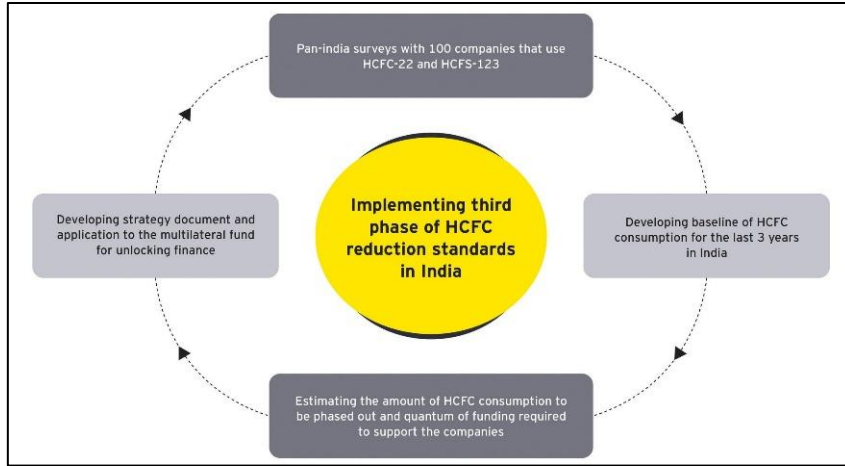 Pan-india surveys with 100 companies that use
HCFC-22 and HCFS-123
Implementing third
phase of HCFC
reduction standards
in India
Developing strategy document and
application to the multilateral fund
for unlocking finance
Developing baseline of HCFC
consumption for the last 3 years
in India
Estimating the amount of HCFC consumption to
be phased out and quantum of funding required
to support the companies